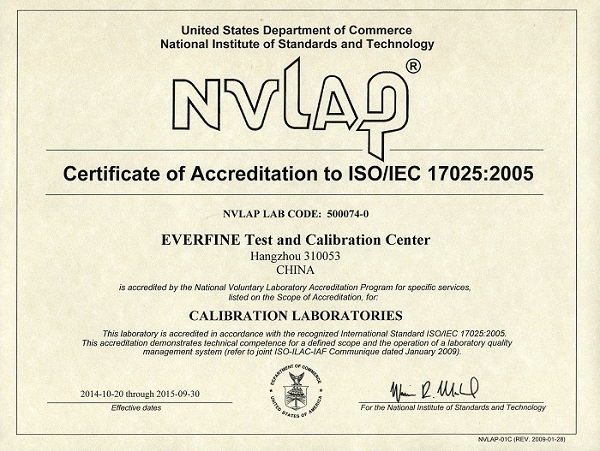 United States Department of Commerce
National Institute of Standards and Technology
NVLAP®
Certificate of Accreditation to ISO/IEC 17025:2005
NVLAP LAB CODE: 500074-0
EVERFINE Test and Calibration Center
Hangzhou 310053
CHINA
is accredited by the National Voluntary Laboratory Accreditation Program for specific services,
listed on the Scope of Accreditation, for:
CALIBRATION LABORATORIES
This laboratory is accredited in accordance with the recognized International Standard ISO/IEC 17025:2005.
This accreditation demonstrates technical competence for a defined scope and the operation of a laboratory quality
management system (refer to joint ISO-ILAC-IAF Communique dated January 2009).
2014-10-20 through 2015-09-30
Effective dates
DEPARTMENT OF COMMERCE
UNITED STATES OF AMERICA
For the National Institute of Standards and Technology
NVLAP-01C (REV. 2009-01-28)